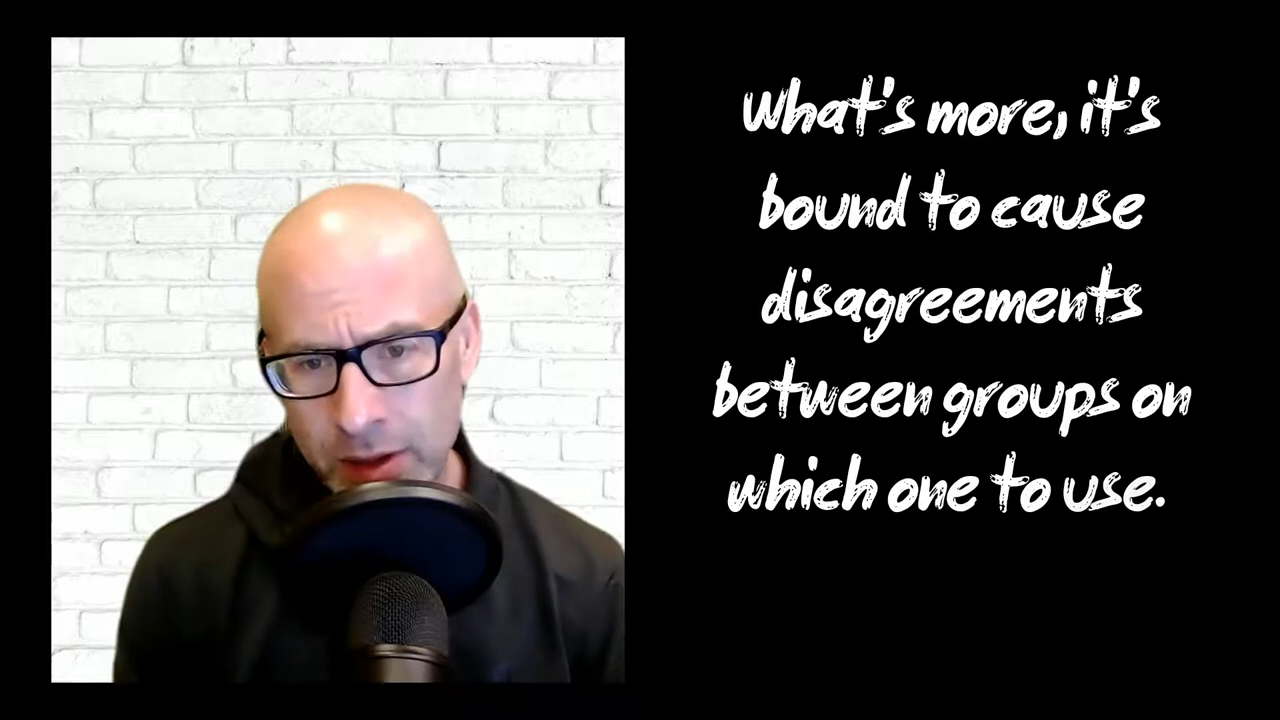 What's more, it's
bound to cause
disagreements
between groups on
which one to use.